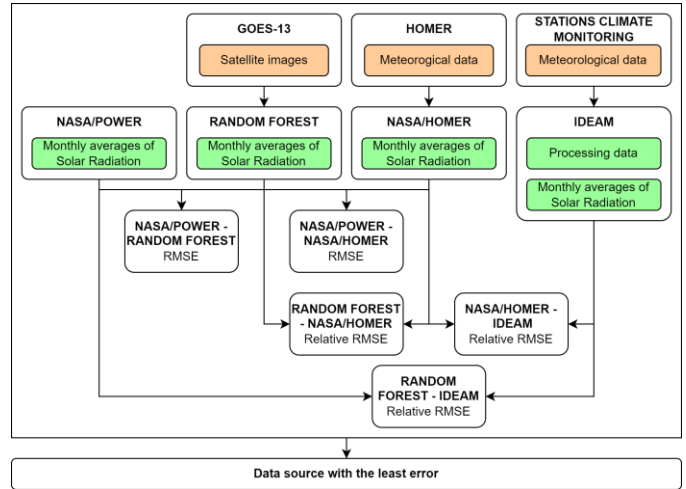 GOES-13
Satellite images
HOMER
Meteorogical data
STATIONS CLIMATE
MONITORING
Meteorological data
NASA/POWER
Monthly averages of
Solar Radiation
RANDOM FOREST
Monthly averages of
Solar Radiation
NASA/HOMER
Monthly averages of
Solar Radiation
IDEAM
Processing data
Monthly averages of
Solar Radiation
NASA/POWER -
RANDOM FOREST
RMSE
NASA/POWER -
NASA/HOMER
RMSE
RANDOM FOREST
- NASA/HOMER
Relative RMSE
NASA/HOMER -
IDEAM
Relative RMSE
RANDOM
FOREST - IDEAM
Relative RMSE
Data source with the least error